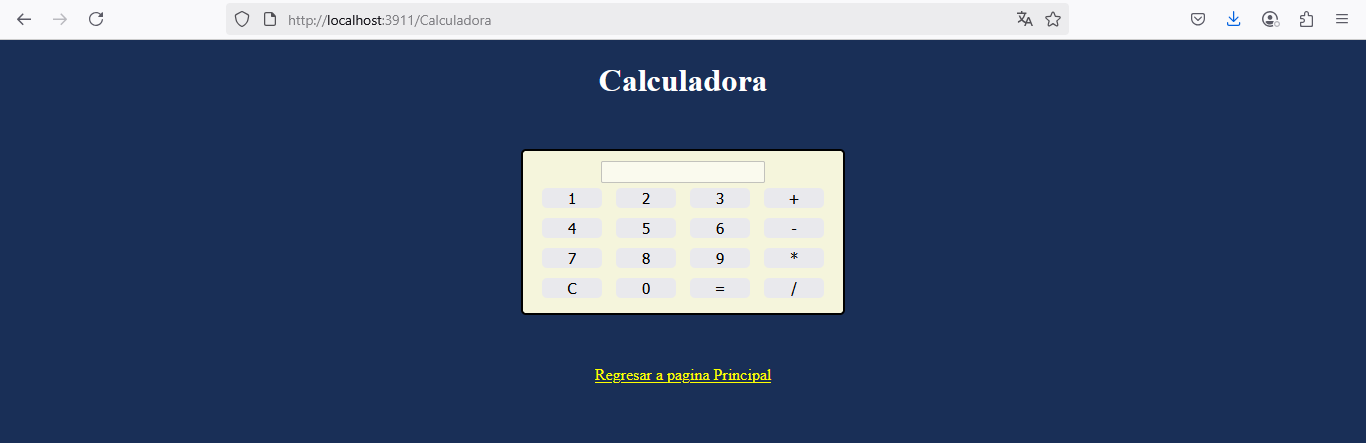 http://localhost:3911/Calculadora
Calculadora
1 2 3 +
4 5 6 -
7 8 9 *
C 0 = /
Regresar a pagina Principal